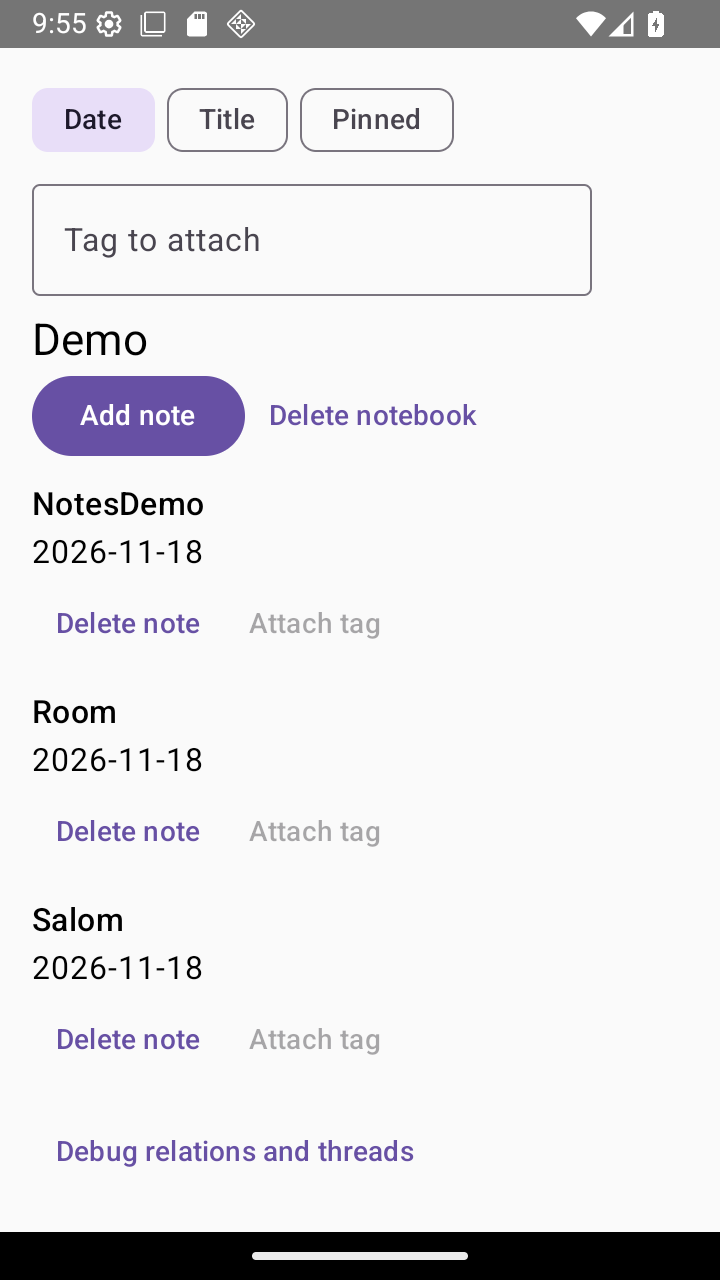 9:55
Date Title Pinned
Tag to attach
Demo
Add note Delete notebook
NotesDemo
2026-11-18
Delete note Attach tag
Room
2026-11-18
Delete note Attach tag
Salom
2026-11-18
Delete note Attach tag
Debug relations and threads